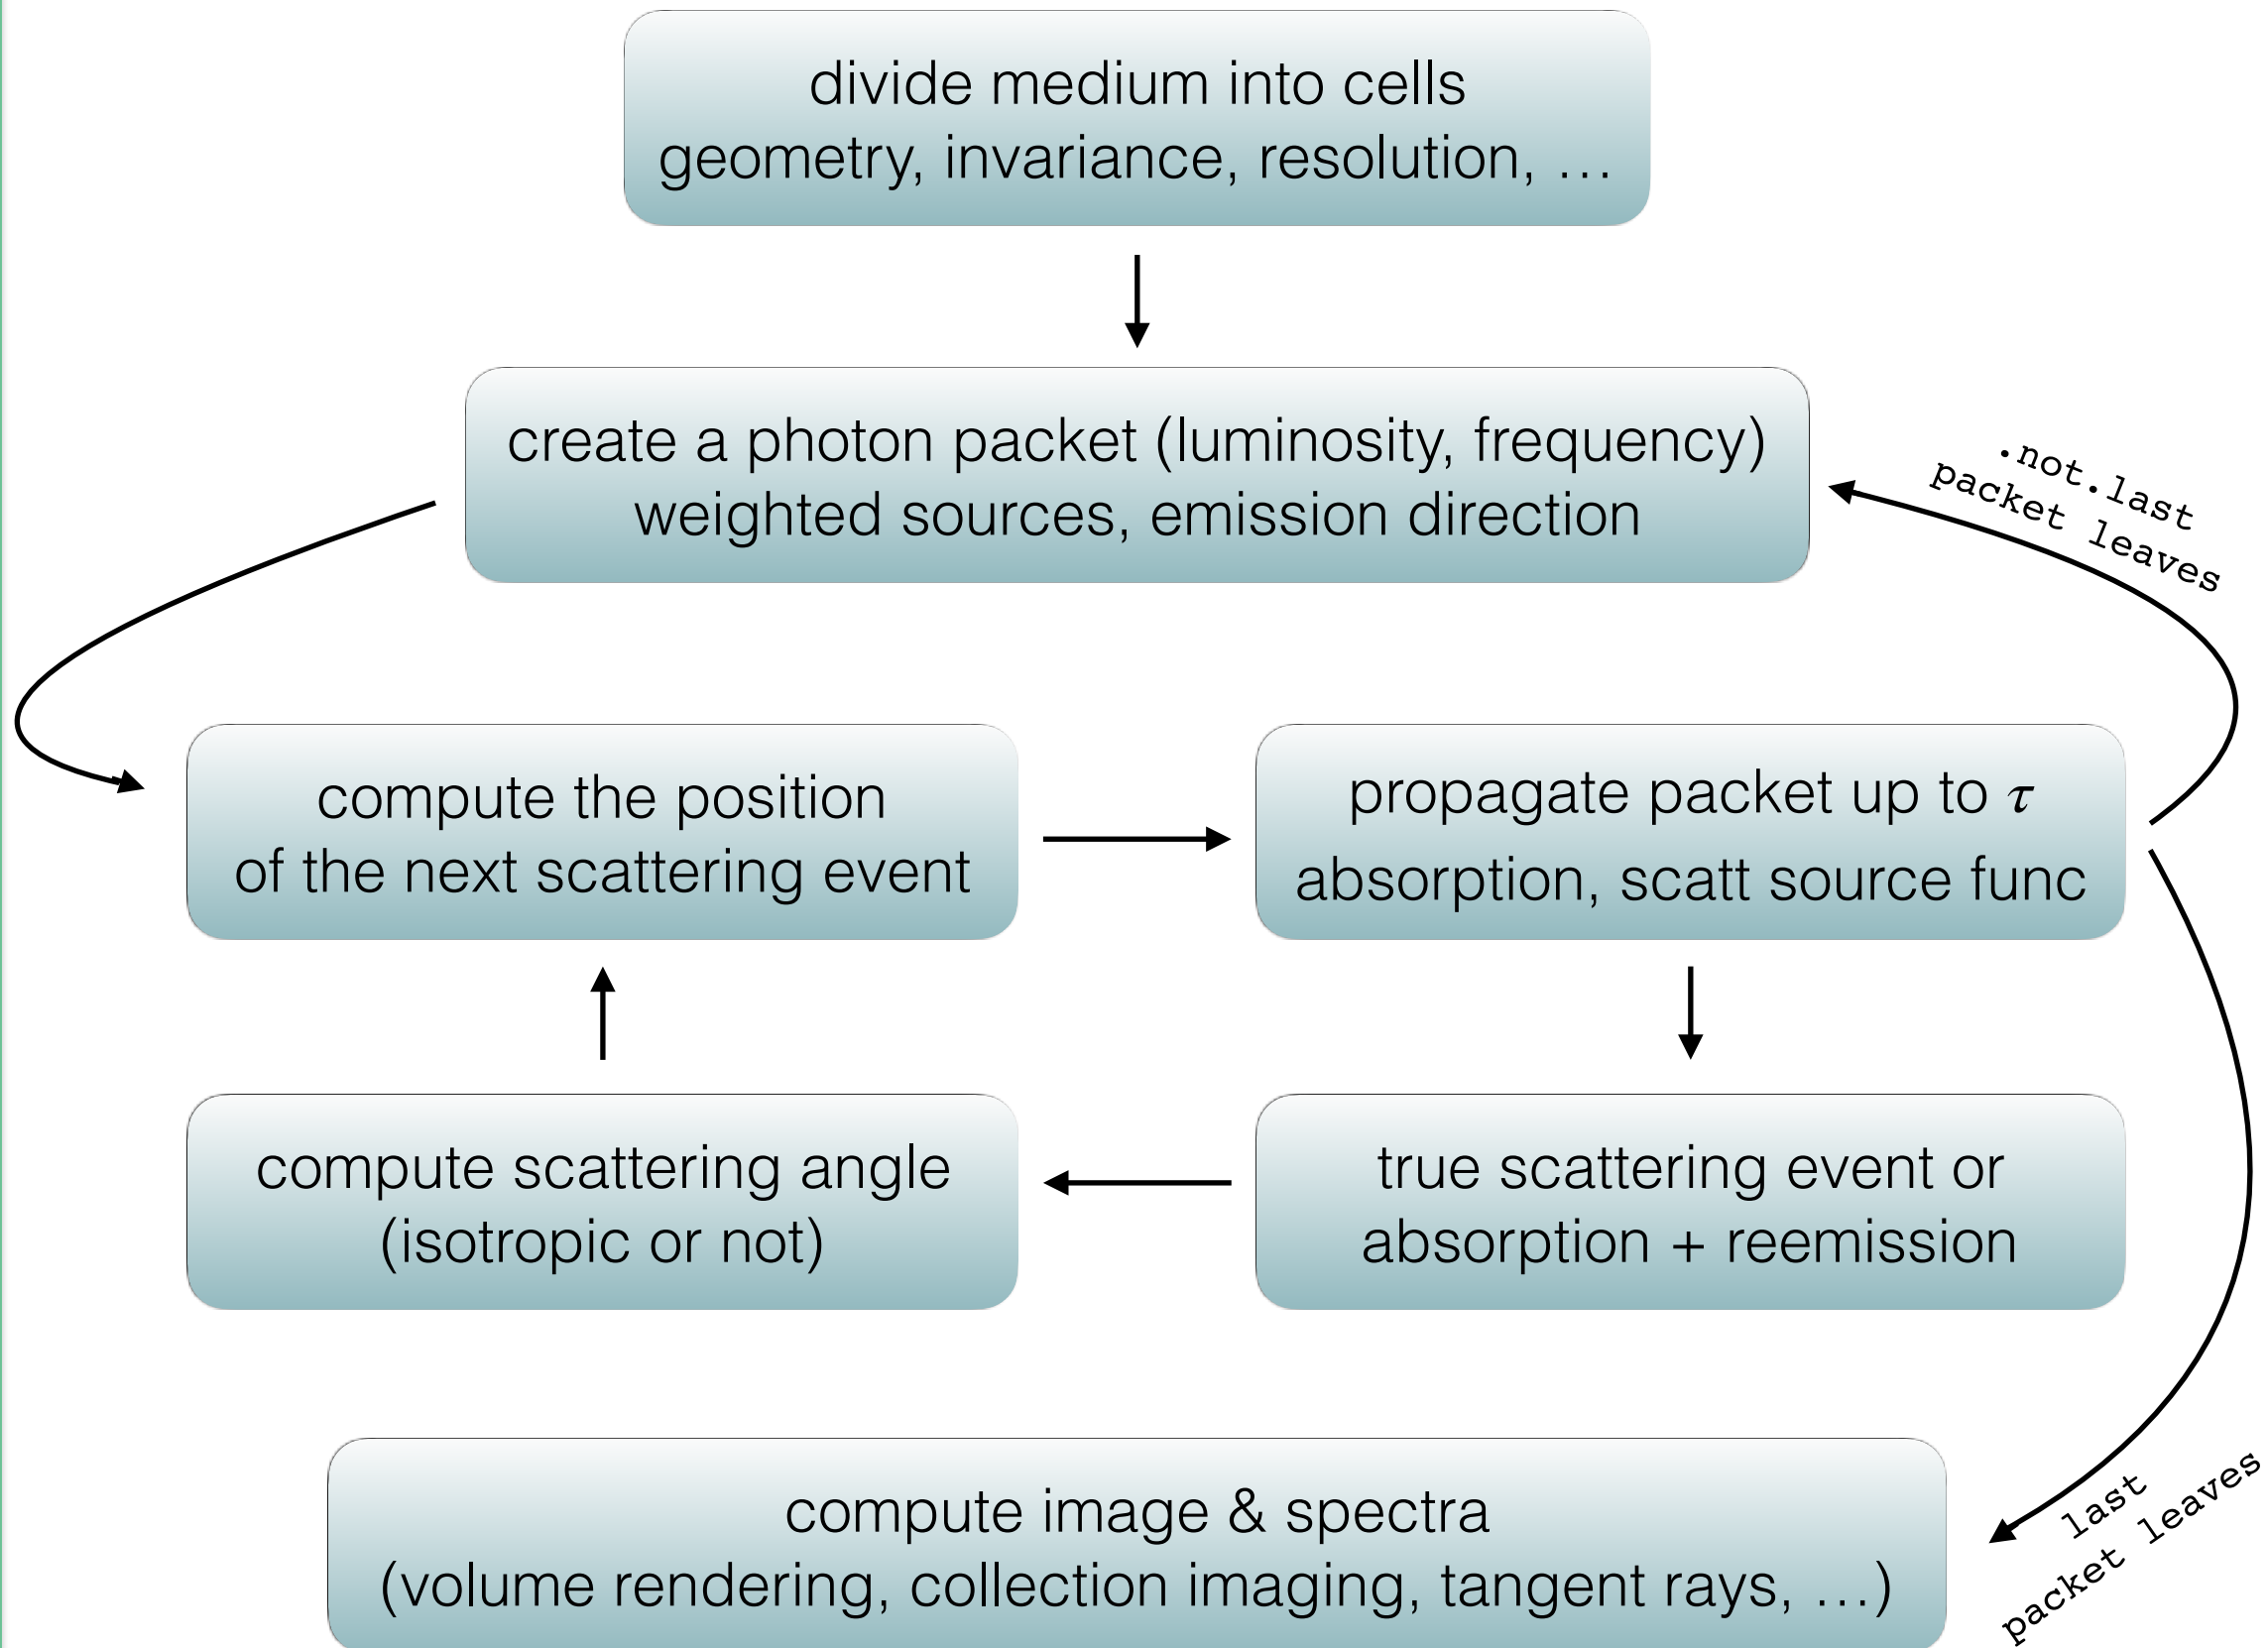 divide medium into cells
geometry, invariance, resolution, …
create a photon packet (luminosity, frequency)
weighted sources, emission direction
.not.last
packet leaves
compute the position
of the next scattering event
propagate packet up to τ
absorption, scatt source func
compute scattering angle
(isotropic or not)
true scattering event or
absorption + reemission
compute image & spectra
(volume rendering, collection imaging, tangent rays, …)
last
packet leaves